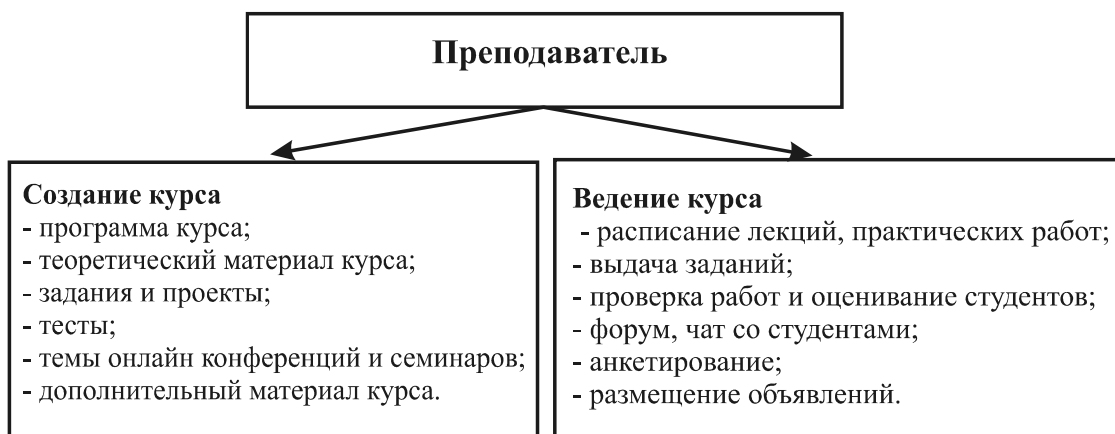 Преподаватель
Создание курса
- программа курса;
- теоретический материал курса;
- задания и проекты;
- тесты;
- темы онлайн конференций и семинаров;
- дополнительный материал курса.
Ведение курса
- расписание лекций, практических работ;
- выдача заданий;
- проверка работ и оценивание студентов;
- форум, чат со студентами;
- анкетирование;
- размещение объявлений.